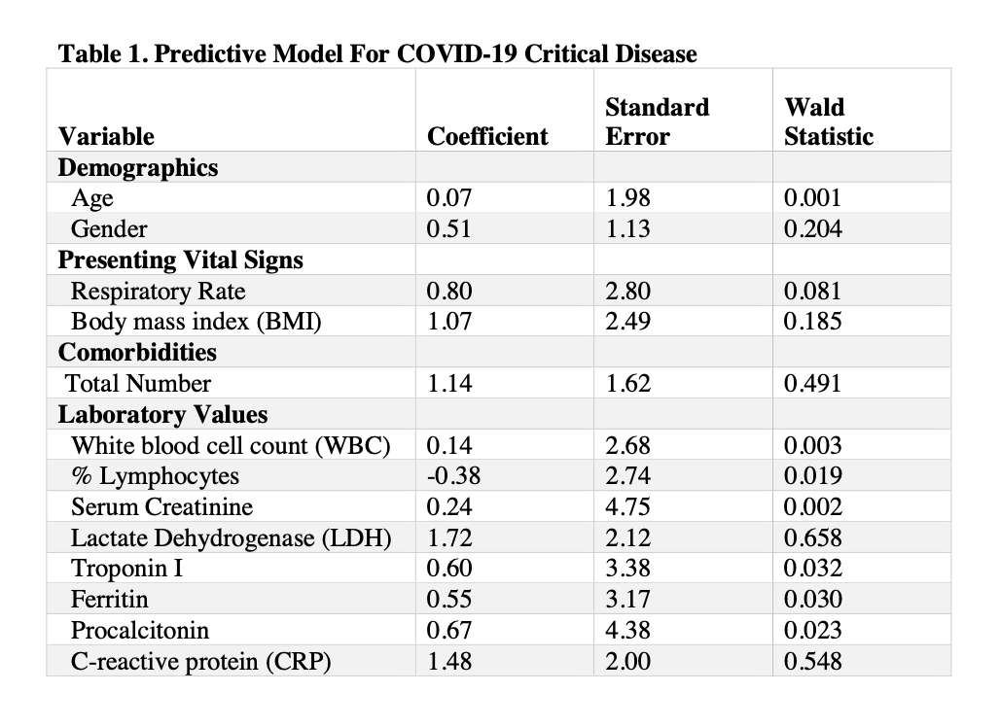 Table 1. Predictive Model For COVID-19 Critical Disease
Variable Coefficient Standard Error Wald Statistic
Demographics
Age 0.07 1.98 0.001
Gender 0.51 1.13 0.204
Presenting Vital Signs
Respiratory Rate 0.80 2.80 0.081
Body mass index (BMI) 1.07 2.49 0.185
Comorbidities
Total Number 1.14 1.62 0.491
Laboratory Values
White blood cell count (WBC) 0.14 2.68 0.003
% Lymphocytes -0.38 2.74 0.019
Serum Creatinine 0.24 4.75 0.002
Lactate Dehydrogenase (LDH) 1.72 2.12 0.658
Troponin I 0.60 3.38 0.032
Ferritin 0.55 3.17 0.030
Procalcitonin 0.67 4.38 0.023
C-reactive protein (CRP) 1.48 2.00 0.548